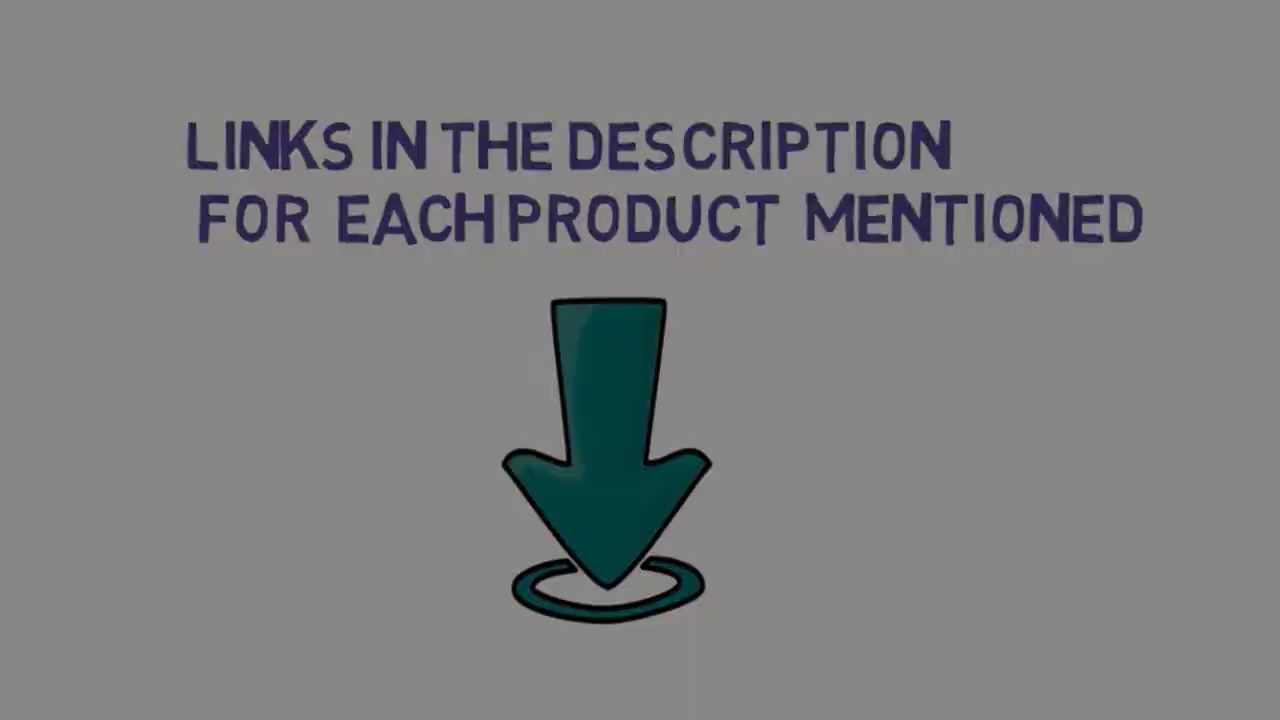 LINKS IN THE DESCRIPTION
FOR EACH PRODUCT MENTIONED